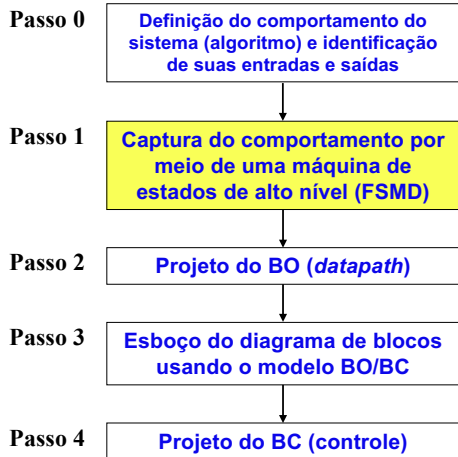 Passo 0
Definição do comportamento do
sistema (algoritmo) e identificação
de suas entradas e saídas
Passo 1
Captura do comportamento por
meio de uma máquina de
estados de alto nível (FSMD)
Passo 2
Projeto do BO (datapath)
Passo 3
Esboço do diagrama de blocos
usando o modelo BO/BC
Passo 4
Projeto do BC (controle)